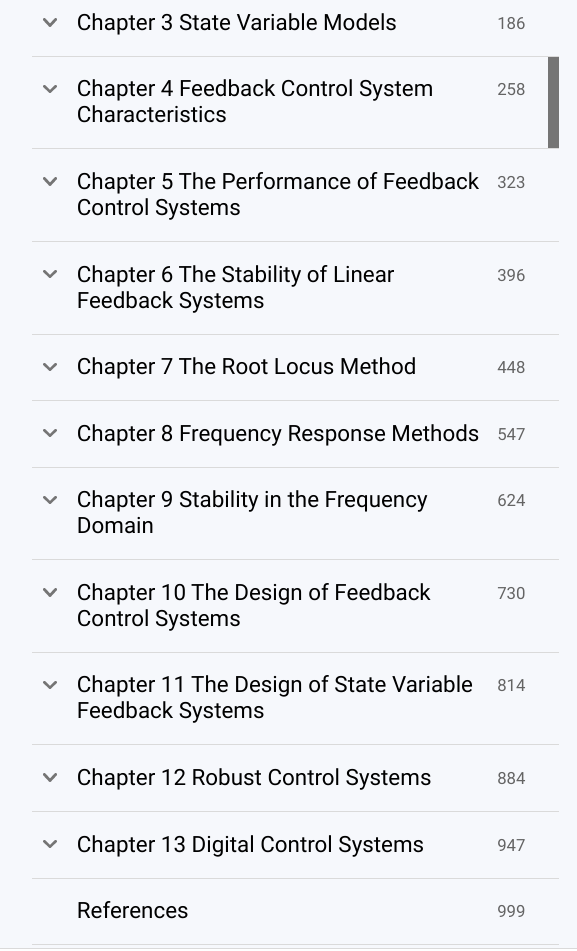 Chapter 3 State Variable Models 186
Chapter 4 Feedback Control System 258
Characteristics
Chapter 5 The Performance of Feedback 323
Control Systems
Chapter 6 The Stability of Linear 396
Feedback Systems
Chapter 7 The Root Locus Method 448
Chapter 8 Frequency Response Methods 547
Chapter 9 Stability in the Frequency 624
Domain
Chapter 10 The Design of Feedback 730
Control Systems
Chapter 11 The Design of State Variable 814
Feedback Systems
Chapter 12 Robust Control Systems 884
Chapter 13 Digital Control Systems 947
References 999